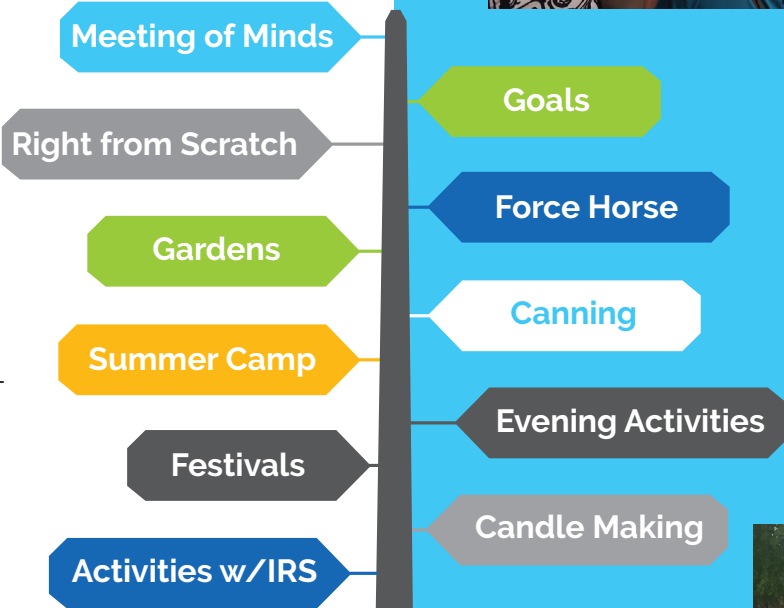 Meeting of Minds
Goals
Right from Scratch
Force Horse
Gardens
Canning
Summer Camp
Evening Activities
Festivals
Candle Making
Activities w/IRS